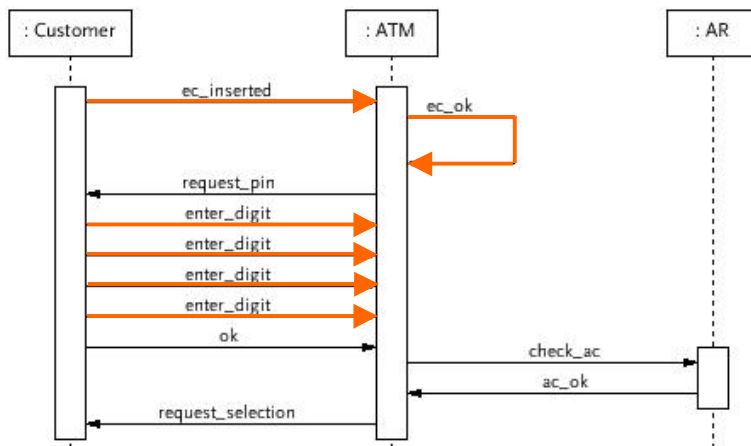 : Customer
: ATM
: AR
ec_inserted
ec_ok
request_pin
enter_digit
enter_digit
enter_digit
enter_digit
ok
check_ac
ac_ok
request_selection